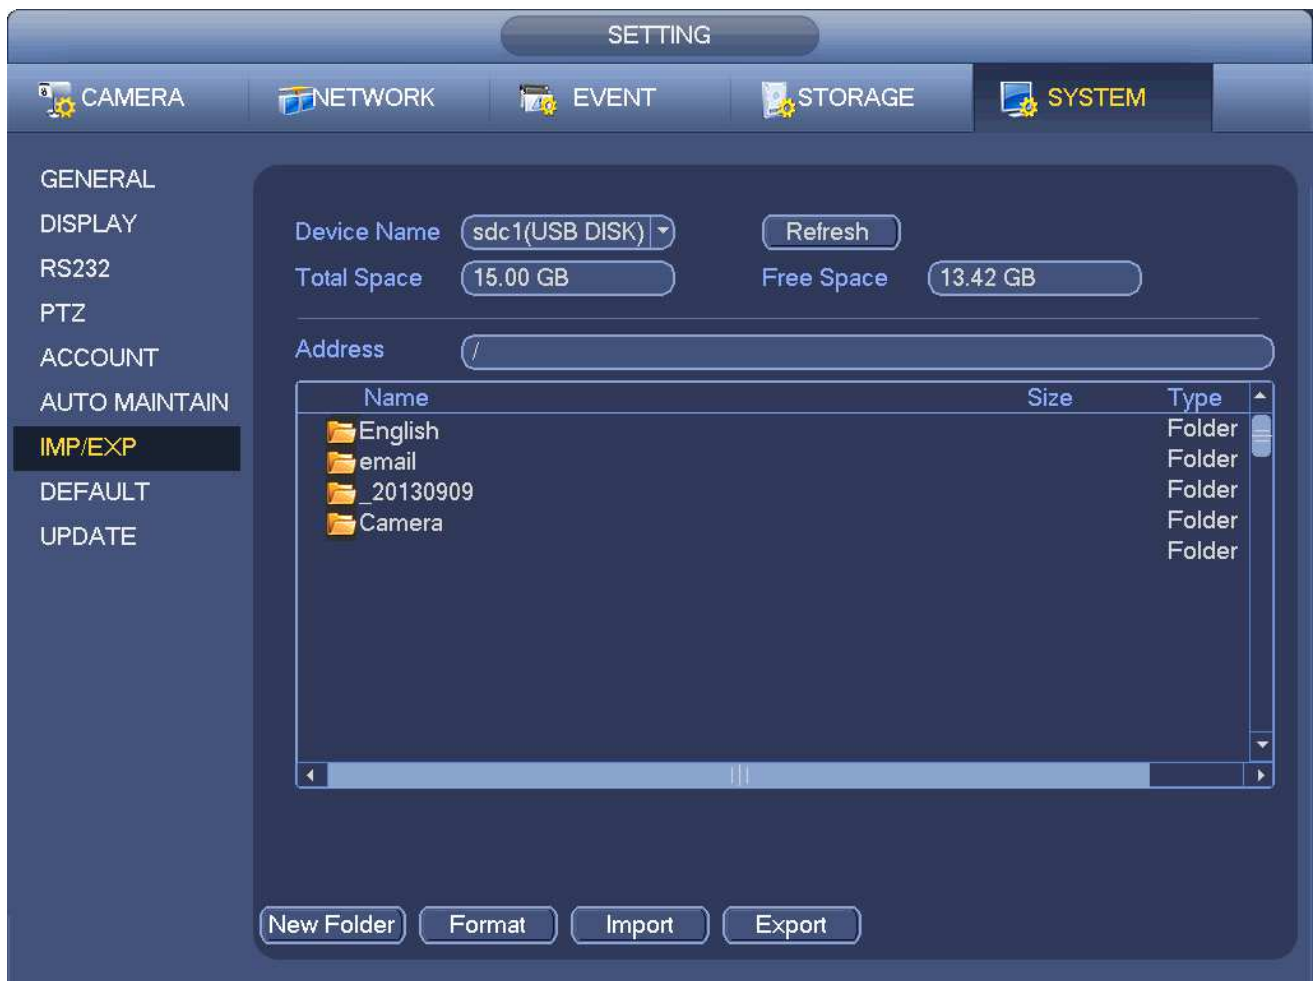 SETTING
CAMERA NETWORK EVENT STORAGE SYSTEM
GENERAL
DISPLAY
RS232
PTZ
ACCOUNT
AUTO MAINTAIN
IMP/EXP
DEFAULT
UPDATE
Device Name sdc1(USB DISK) Refresh
Total Space 15.00 GB Free Space 13.42 GB
Address /
Name Size Type
English Folder
email Folder
_20130909 Folder
Camera Folder
Folder
New Folder Format Import Export